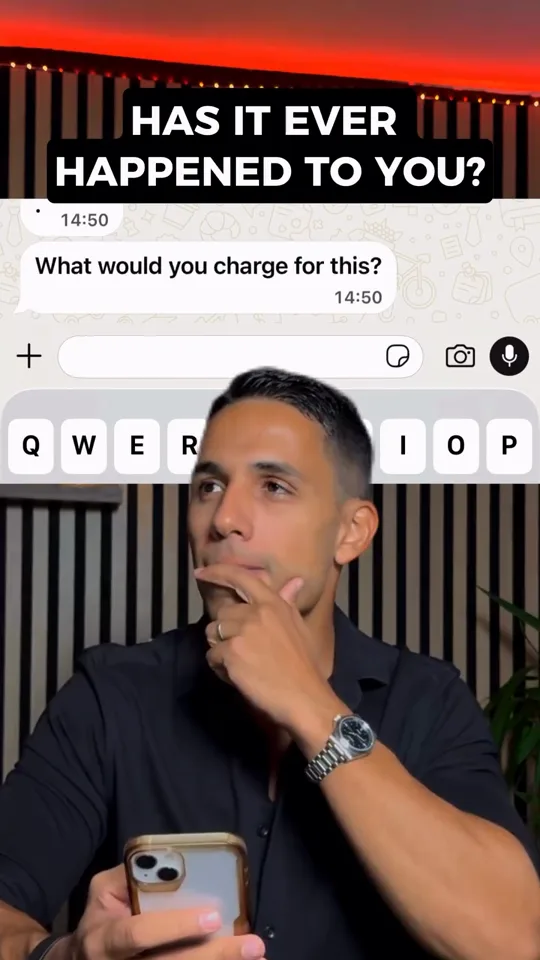 HAS IT EVER
HAPPENED TO YOU?
14:50
What would you charge for this?
14:50
Q W E R I O P